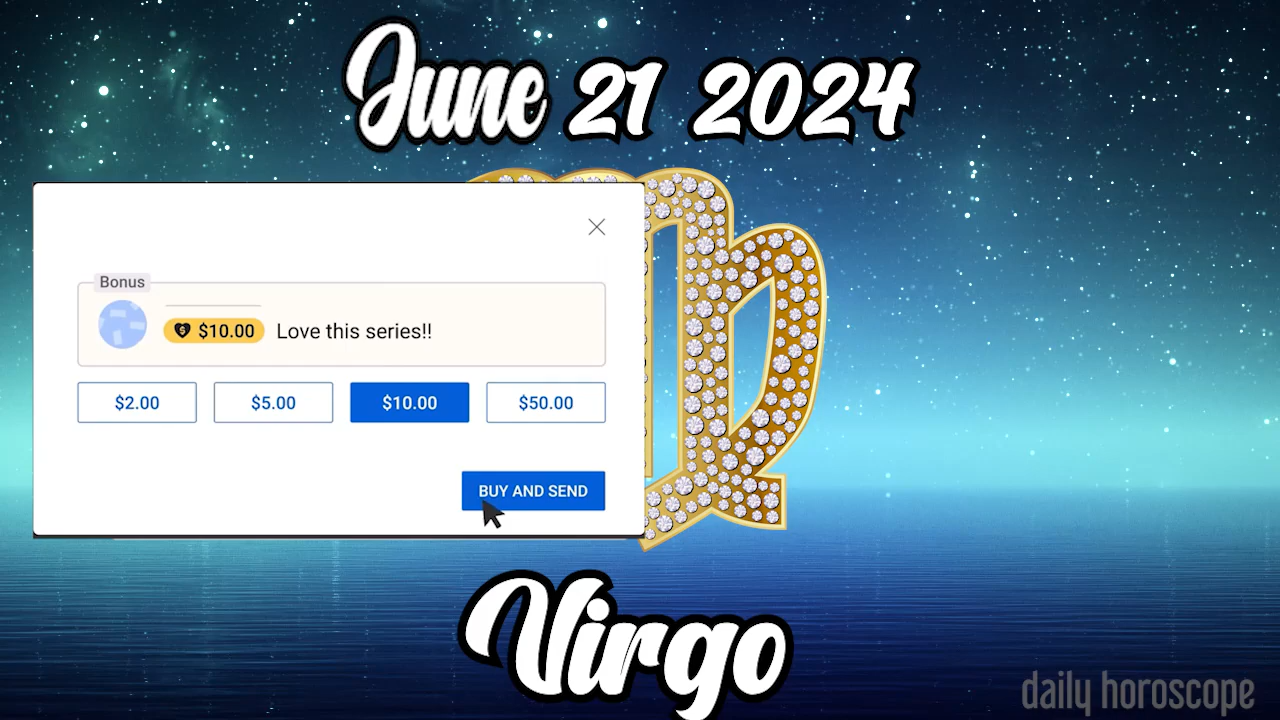 June 21 2024
Bonus
$10.00 Love this series!!
$2.00 $5.00 $10.00 $50.00
BUY AND SEND
Virgo
daily horoscope